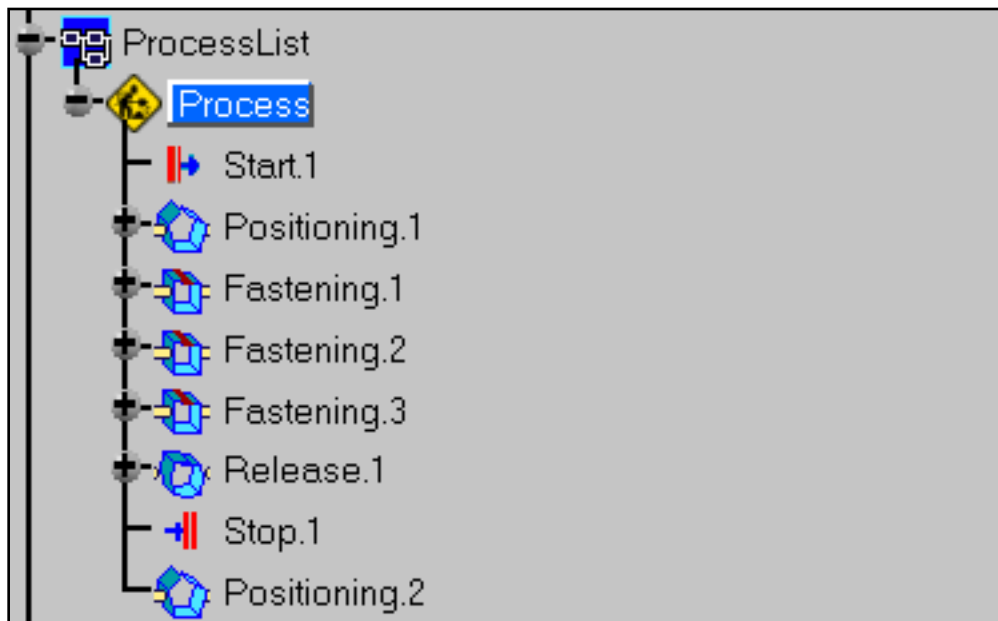 ProcessList
Process
Start.1
Positioning.1
Fastening.1
Fastening.2
Fastening.3
Release.1
Stop.1
Positioning.2